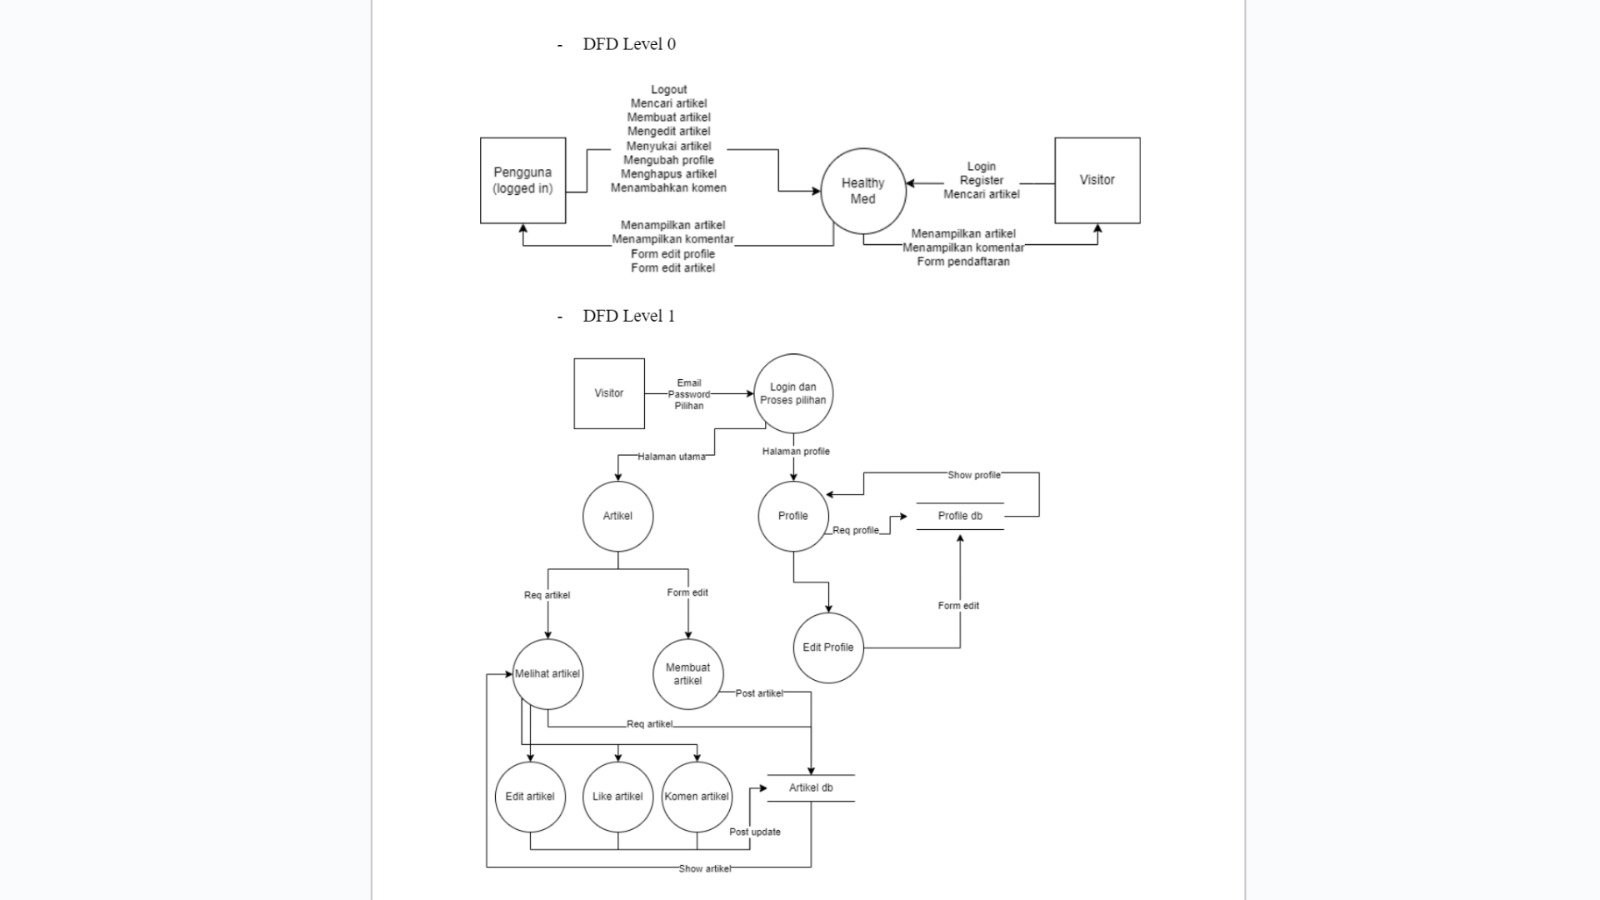 - DFD Level 0
Logout
Mencari artikel
Membuat artikel
Mengedit artikel
Menyukai artikel
Mengubah profile
Menghapus artikel
Menambahkan komen
Pengguna
(logged in)
Healthy
Med
Login
Register
Mencari artikel
Visitor
Menampilkan artikel
Menampilkan komentar
Form edit profile
Form edit artikel
Menampilkan artikel
Menampilkan komentar
Form pendaftaran
- DFD Level 1
Visitor
Email
Password
Pilihan
Login dan
Proses pilihan
Halaman utama
Halaman profile
Show profile
Artikel
Profile
Req profile
Profile db
Req artikel
Form edit
Form edit
Edit Profile
Melihat artikel
Membuat
artikel
Post artikel
Req artikel
Edit artikel
Like artikel
Komen artikel
Artikel db
Post update
Show artikel